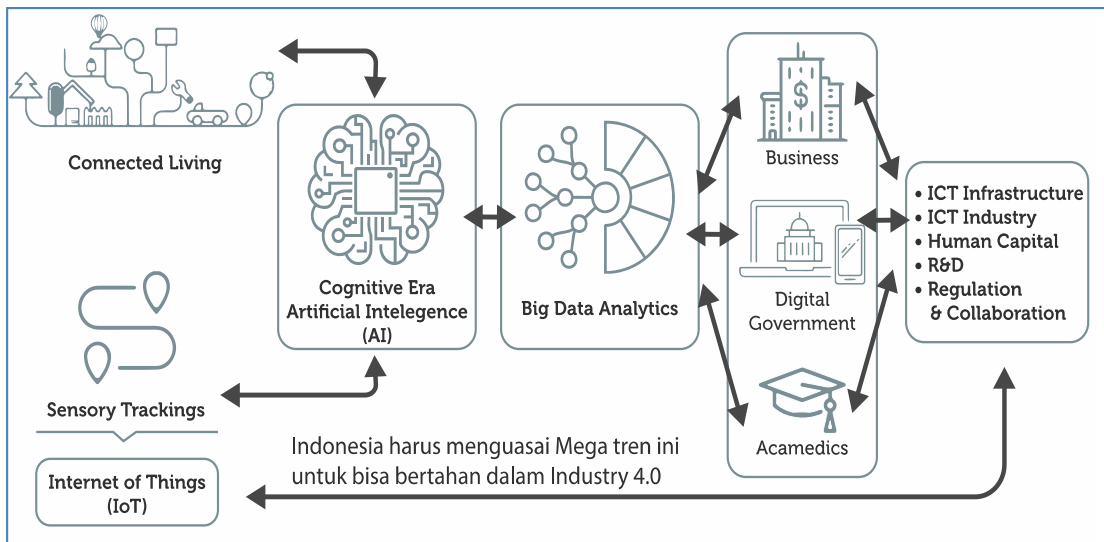 Connected Living
Sensory Trackings
Internet of Things
(IoT)
Cognitive Era
Artificial Intelegence
(AI)
Big Data Analytics
$
Business
Digital
Government
Acamedics
• ICT Infrastructure
• ICT Industry
• Human Capital
• R&D
• Regulation
& Collaboration
Indonesia harus menguasai Mega tren ini
untuk bisa bertahan dalam Industry 4.0